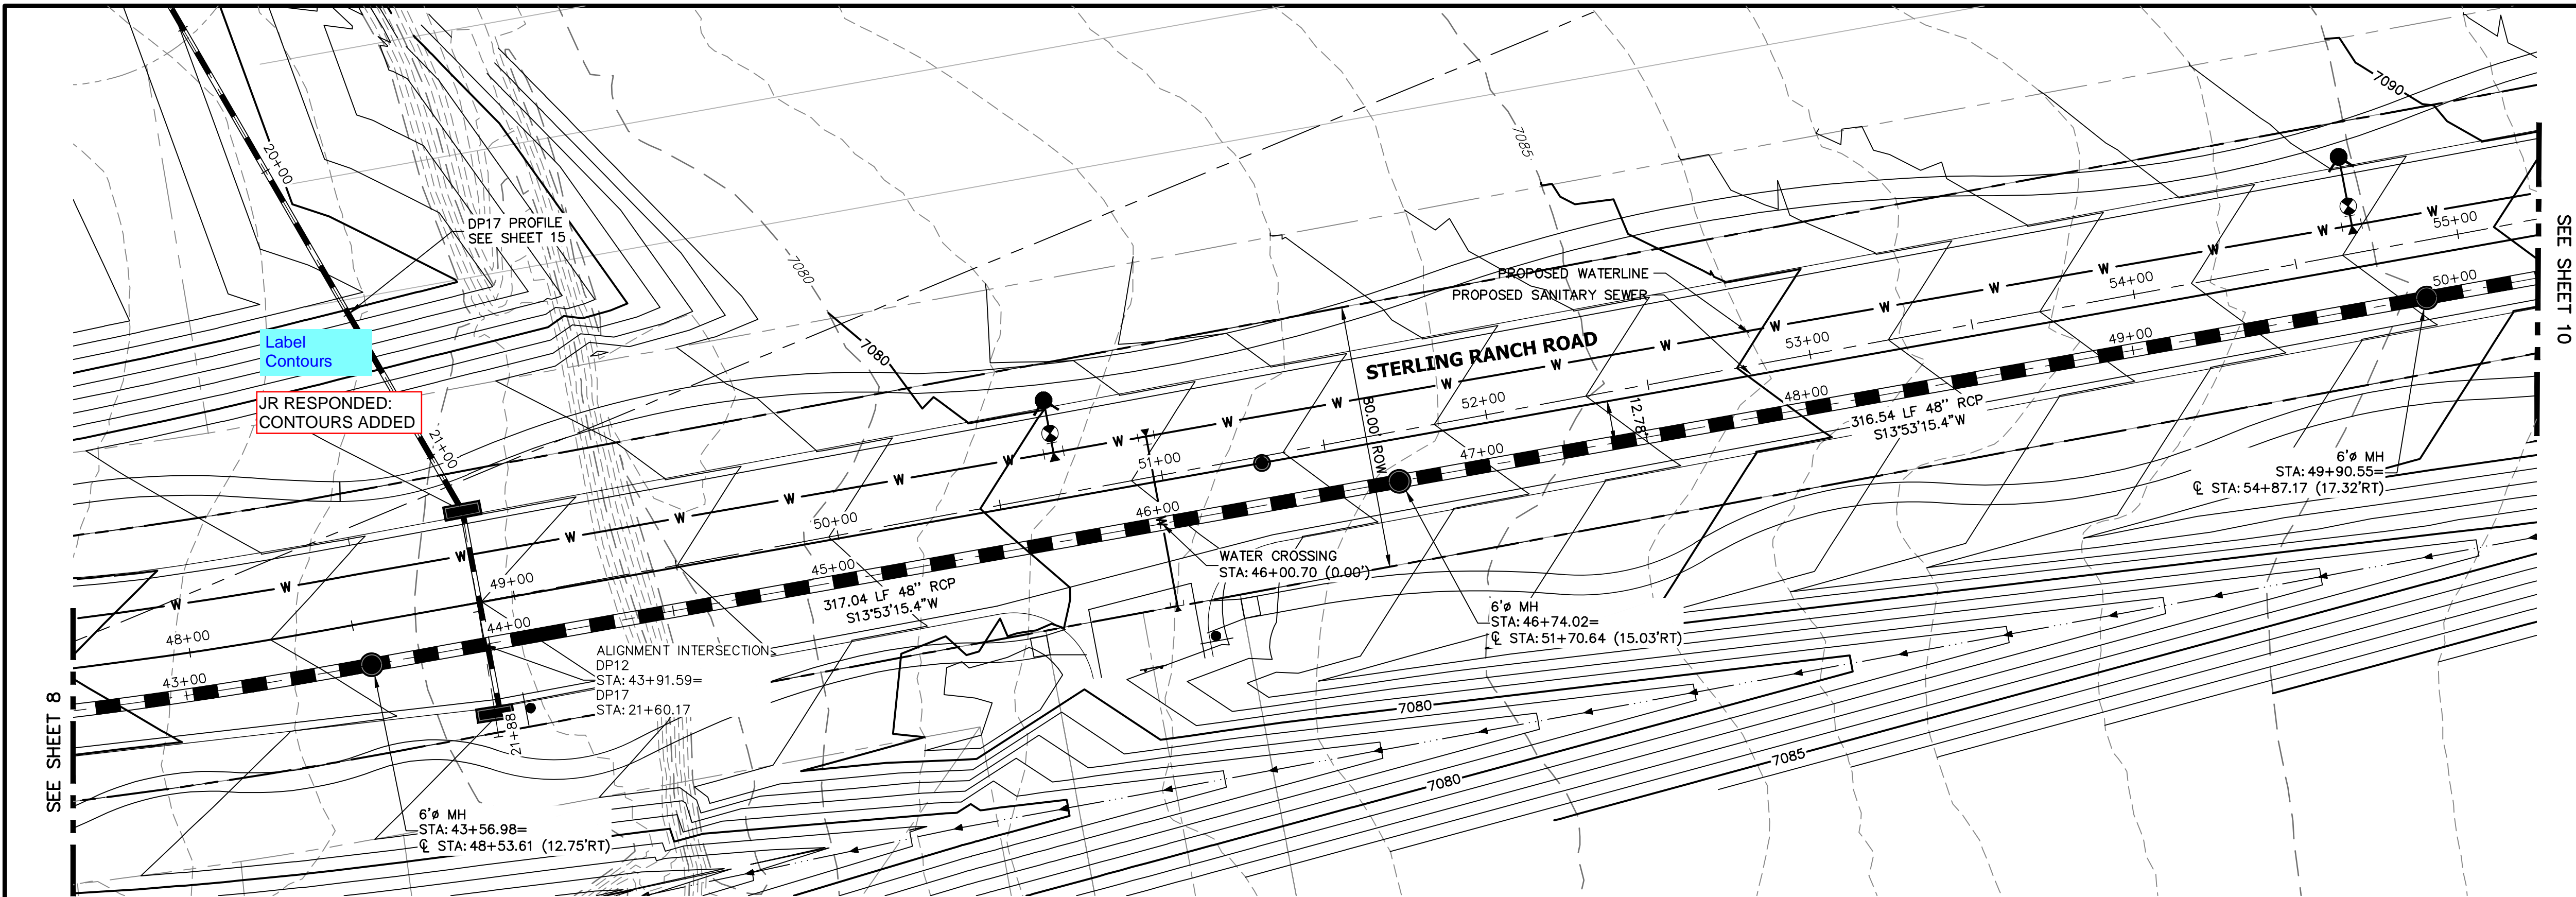 20+00
DP17 PROFILE
SEE SHEET 15
7080
7085
7090
Label
Contours
JR RESPONDED:
CONTOURS ADDED
21+00
7080
PROPOSED WATERLINE
PROPOSED SANITARY SEWER
STERLING RANCH ROAD
80.00' ROW
12.78'
W W W W W W W W W W W W W W W W W W W W W W
48+00
49+00
50+00
51+00
52+00
53+00
54+00
55+00
43+00
44+00
45+00
46+00
47+00
48+00
49+00
50+00
317.04 LF 48" RCP
S13°53'15.4"W
316.54 LF 48" RCP
S13°53'15.4"W
WATER CROSSING
STA: 46+00.70 (0.00')
6'ø MH
STA: 46+74.02=
℄ STA: 51+70.64 (15.03'RT)
6'ø MH
STA: 49+90.55=
℄ STA: 54+87.17 (17.32'RT)
ALIGNMENT INTERSECTION
DP12
STA: 43+91.59=
DP17
STA: 21+60.17
21+88
6'ø MH
STA: 43+56.98=
℄ STA: 48+53.61 (12.75'RT)
7080
7080
7085
SEE SHEET 8
SEE SHEET 10